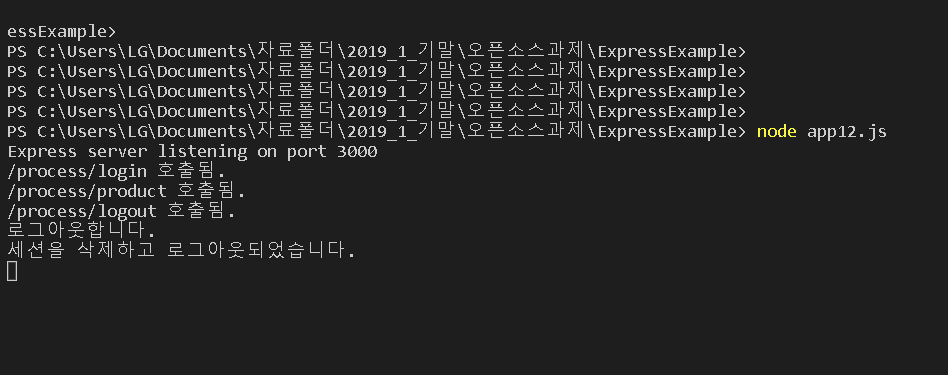 essExample>
PS C:\Users\LG\Documents\자료폴더\2019_1_기말\오픈소스과제\ExpressExample>
PS C:\Users\LG\Documents\자료폴더\2019_1_기말\오픈소스과제\ExpressExample>
PS C:\Users\LG\Documents\자료폴더\2019_1_기말\오픈소스과제\ExpressExample>
PS C:\Users\LG\Documents\자료폴더\2019_1_기말\오픈소스과제\ExpressExample>
PS C:\Users\LG\Documents\자료폴더\2019_1_기말\오픈소스과제\ExpressExample> node app12.js
Express server listening on port 3000
/process/login 호출됨.
/process/product 호출됨.
/process/logout 호출됨.
로그아웃합니다.
세션을 삭제하고 로그아웃되었습니다.